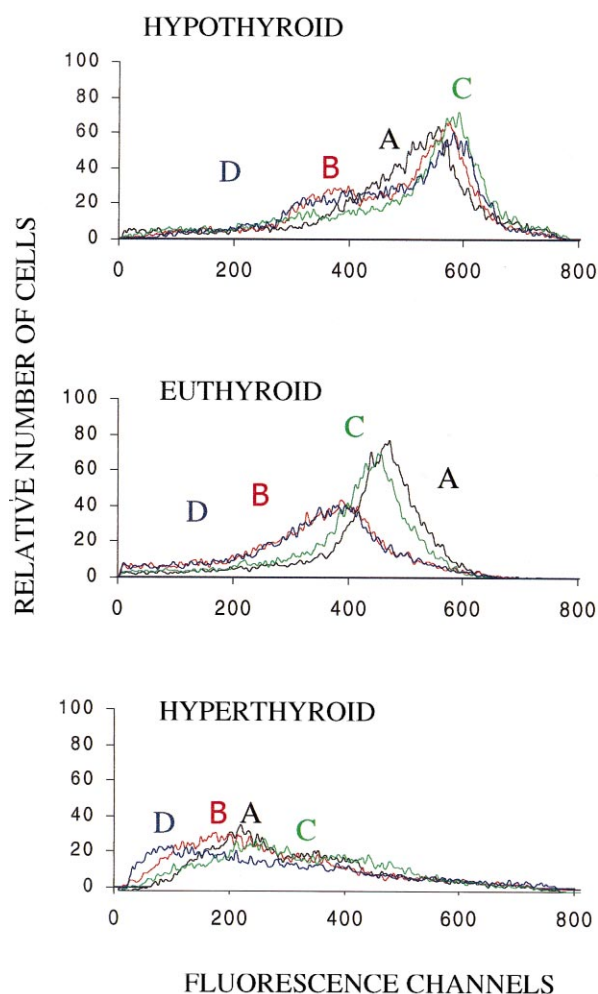 HYPOTHYROID
100
80
60
40
20
0
C
A
B
D
0 200 400 600 800
RELATIVE NUMBER OF CELLS
EUTHYROID
100
80
60
40
20
0
C
A
B
D
0 200 400 600 800
HYPERTHYROID
100
80
60
40
20
0
D B A C
0 200 400 600 800
FLUORESCENCE CHANNELS